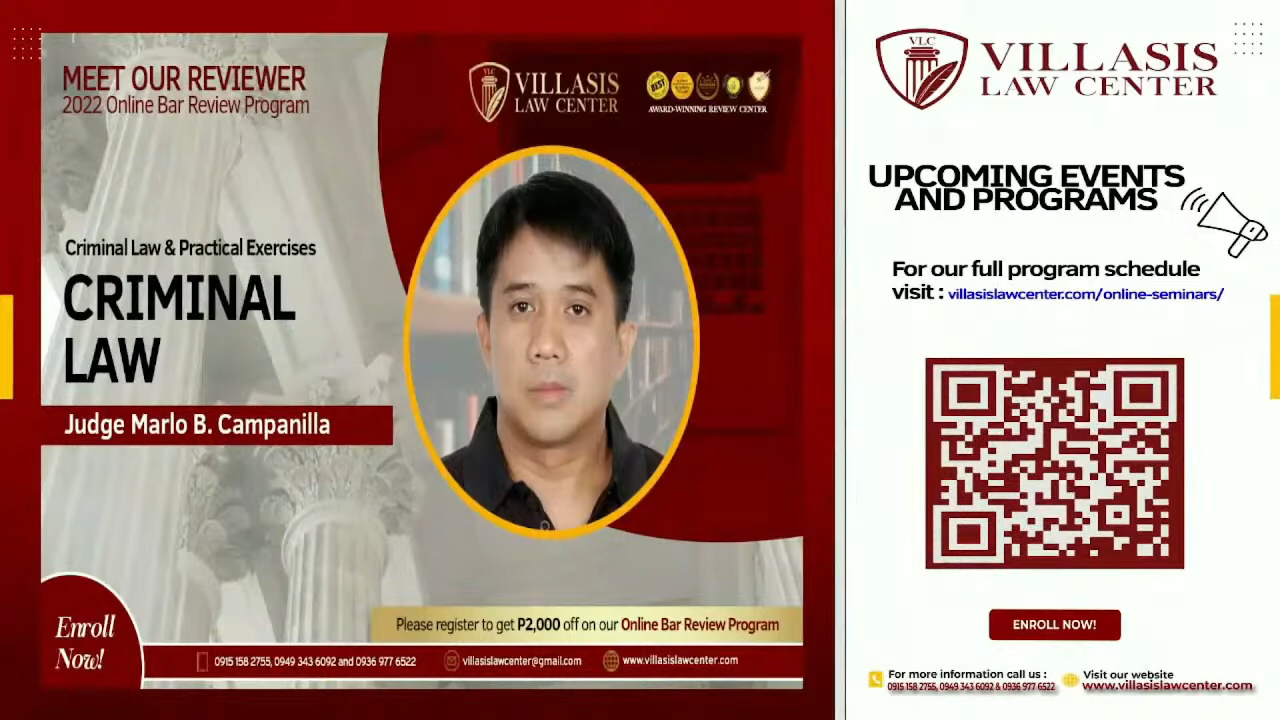 MEET OUR REVIEWER
2022 Online Bar Review Program
VLC
VILLASIS
LAW CENTER
BEST
VLC
AWARD-WINNING REVIEW CENTER
Criminal Law & Practical Exercises
CRIMINAL
LAW
Judge Marlo B. Campanilla
Please register to get P2,000 off on our Online Bar Review Program
Enroll
Now!
0915 158 2755, 0949 343 6092 and 0936 977 6522
villasislawcenter@gmail.com
www.villasislawcenter.com
VLC
VILLASIS
LAW CENTER
UPCOMING EVENTS
AND PROGRAMS
For our full program schedule
visit : villasislawcenter.com/online-seminars/
ENROLL NOW!
For more information call us :
0915 158 2755, 0949 343 6092 & 0936 977 6522
Visit our website
www.villasislawcenter.com